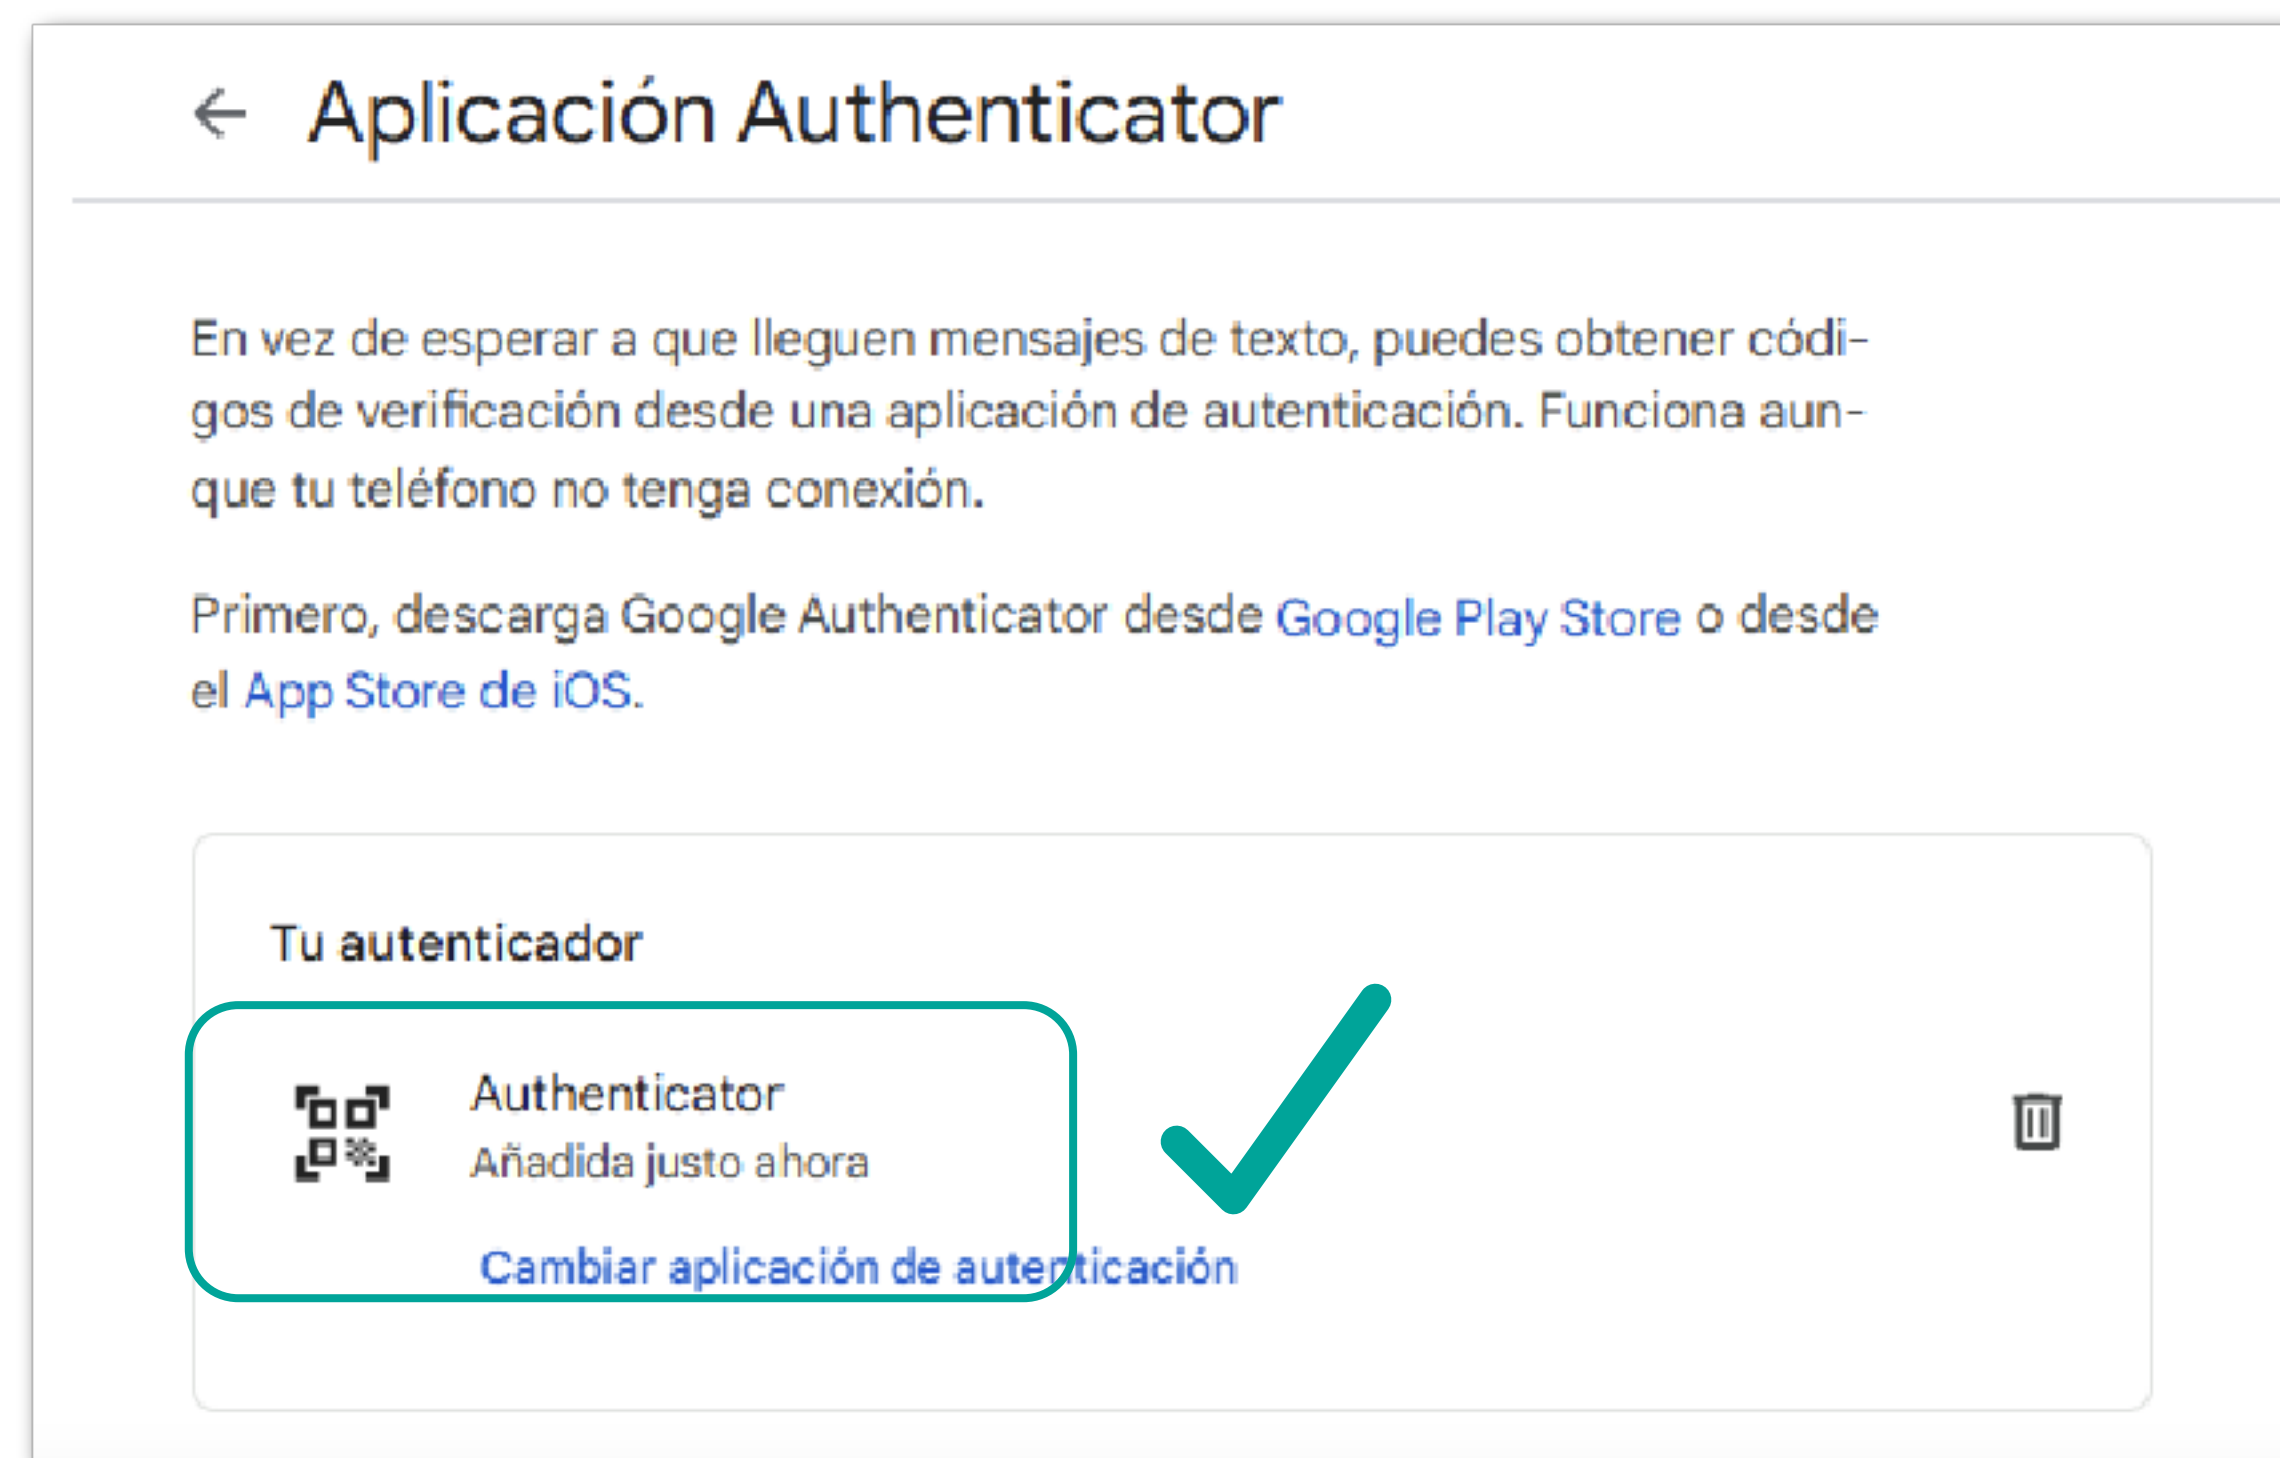 Aplicación Authenticator
En vez de esperar a que lleguen mensajes de texto, puedes obtener códi-
gos de verificación desde una aplicación de autenticación. Funciona aun-
que tu teléfono no tenga conexión.
Primero, descarga Google Authenticator desde Google Play Store o desde
el App Store de iOS.
Tu autenticador
Authenticator
Añadida justo ahora
Cambiar aplicación de autenticación